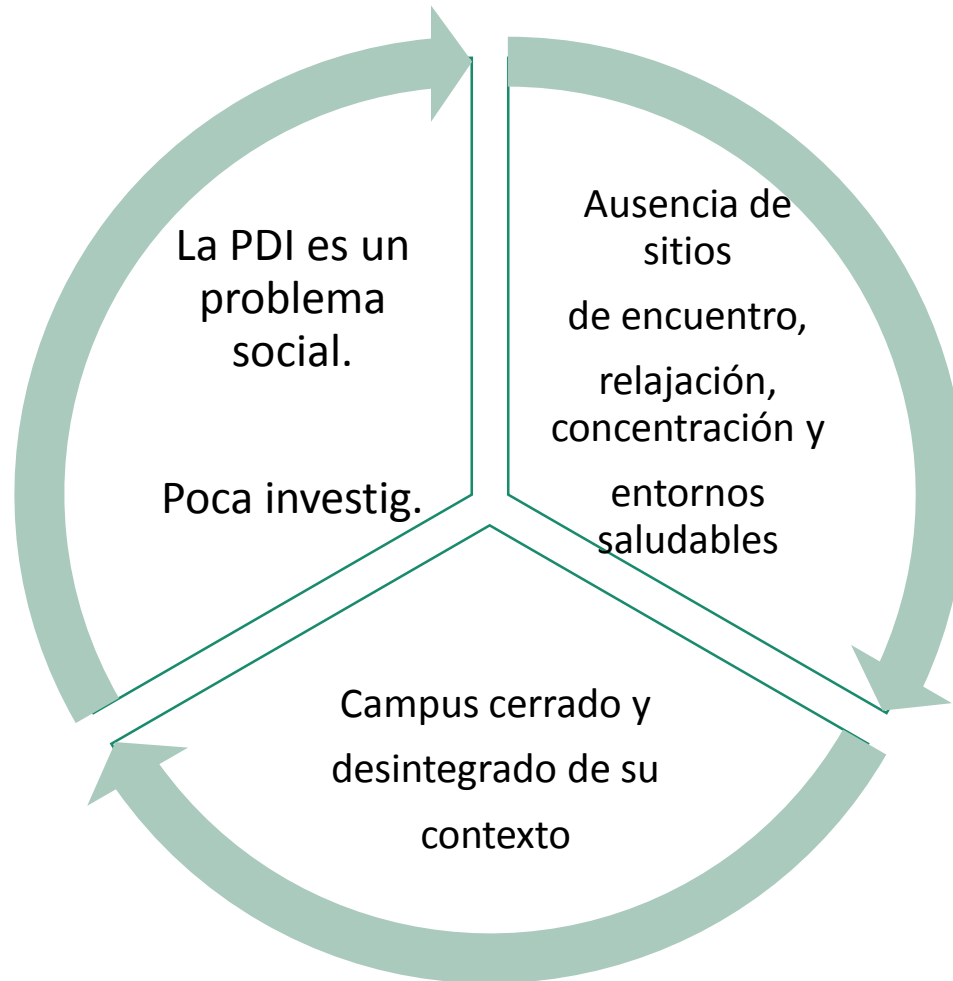 La PDI es un
problema
social.
Poca investig.
Ausencia de
sitios
de encuentro,
relajación,
concentración y
entornos
saludables
Campus cerrado y
desintegrado de su
contexto